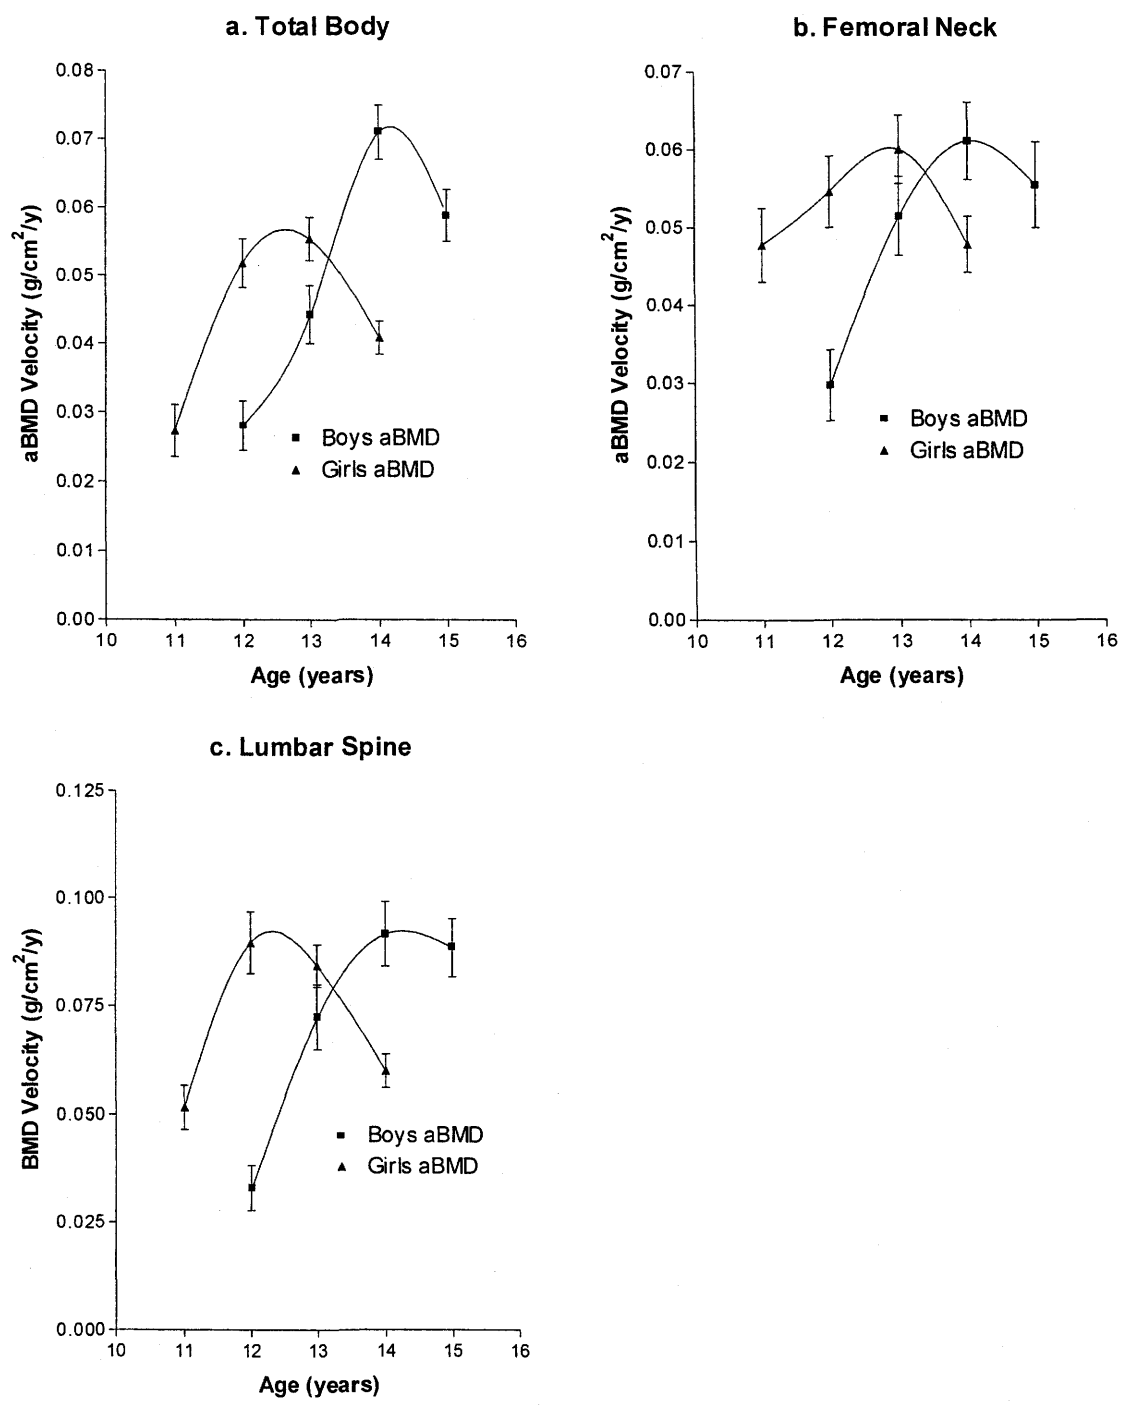 a. Total Body
0.08
0.07
0.06
0.05
0.04
0.03
0.02
0.01
0.00
aBMD Velocity (g/cm²/y)
Boys aBMD
Girls aBMD
10 11 12 13 14 15 16
Age (years)
b. Femoral Neck
0.07
0.06
0.05
0.04
0.03
0.02
0.01
0.00
aBMD Velocity (g/cm²/y)
Boys aBMD
Girls aBMD
10 11 12 13 14 15 16
Age (years)
c. Lumbar Spine
0.125
0.100
0.075
0.050
0.025
0.000
BMD Velocity (g/cm²/y)
Boys aBMD
Girls aBMD
10 11 12 13 14 15 16
Age (years)